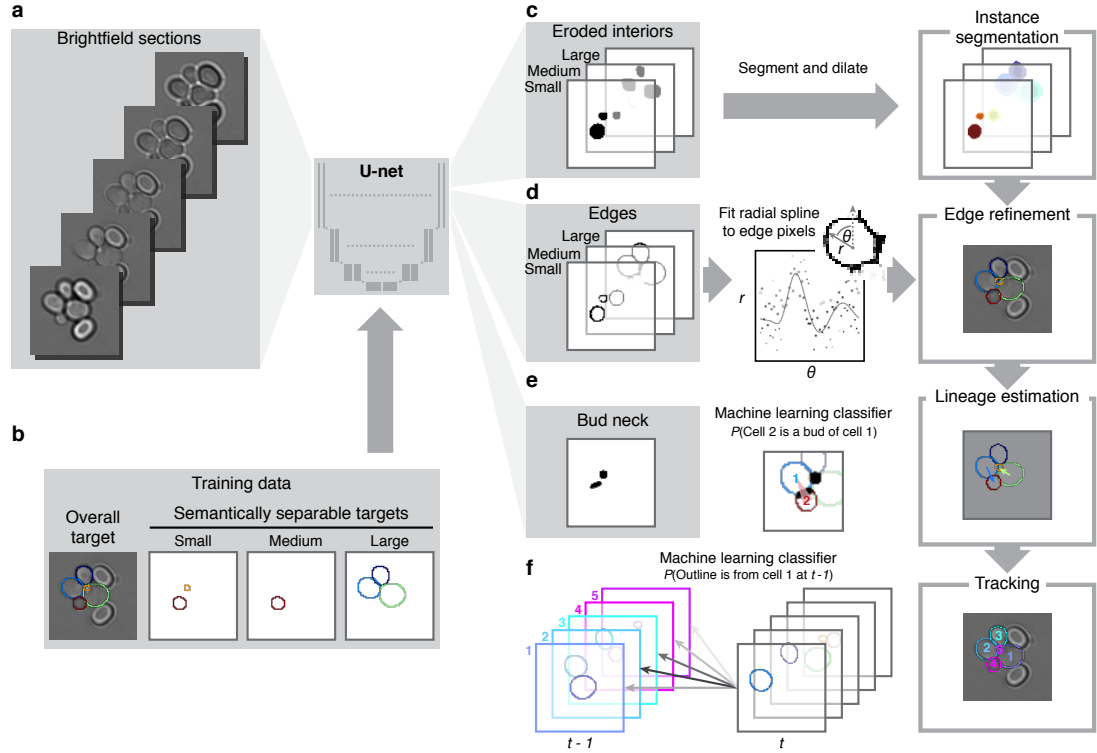 a
Brightfield sections
U-net
b
Training data
Overall
target
Semantically separable targets
Small
Medium
Large
c
Eroded interiors
Large
Medium
Small
Segment and dilate
Instance
segmentation
d
Edges
Large
Medium
Small
Fit radial spline
to edge pixels
θ
r
r
θ
Edge refinement
e
Bud neck
Machine learning classifier
P(Cell 2 is a bud of cell 1)
1
2
Lineage estimation
f
Machine learning classifier
P(Outline is from cell 1 at t - 1)
5
4
3
2
1
t - 1
t
Tracking
3
2
5
1
4